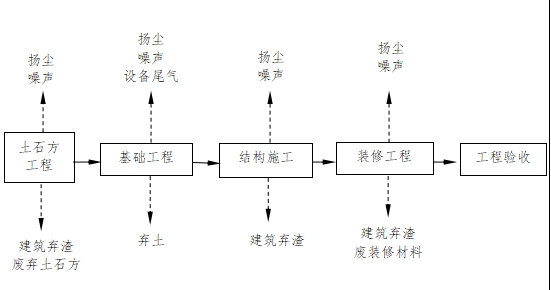 扬尘
噪声
扬尘
噪声
设备尾气
扬尘
噪声
扬尘
噪声
土石方
工程
基础工程
结构施工
装修工程
工程验收
建筑弃渣
废弃土石方
弃土
建筑弃渣
建筑弃渣
废装修材料